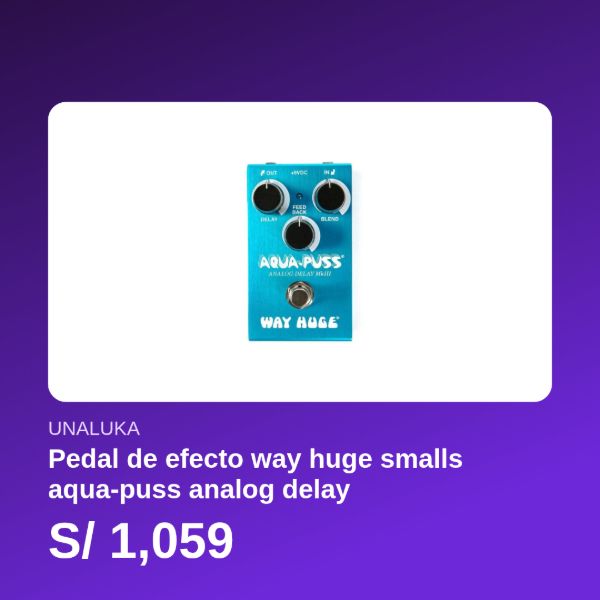 OUT +9VDC IN
FEED
BACK
DELAY BLEND
AQUA-PUSS
ANALOG DELAY MkIII
WAY HUGE
UNALUKA
Pedal de efecto way huge smalls
aqua-puss analog delay
S/ 1,059